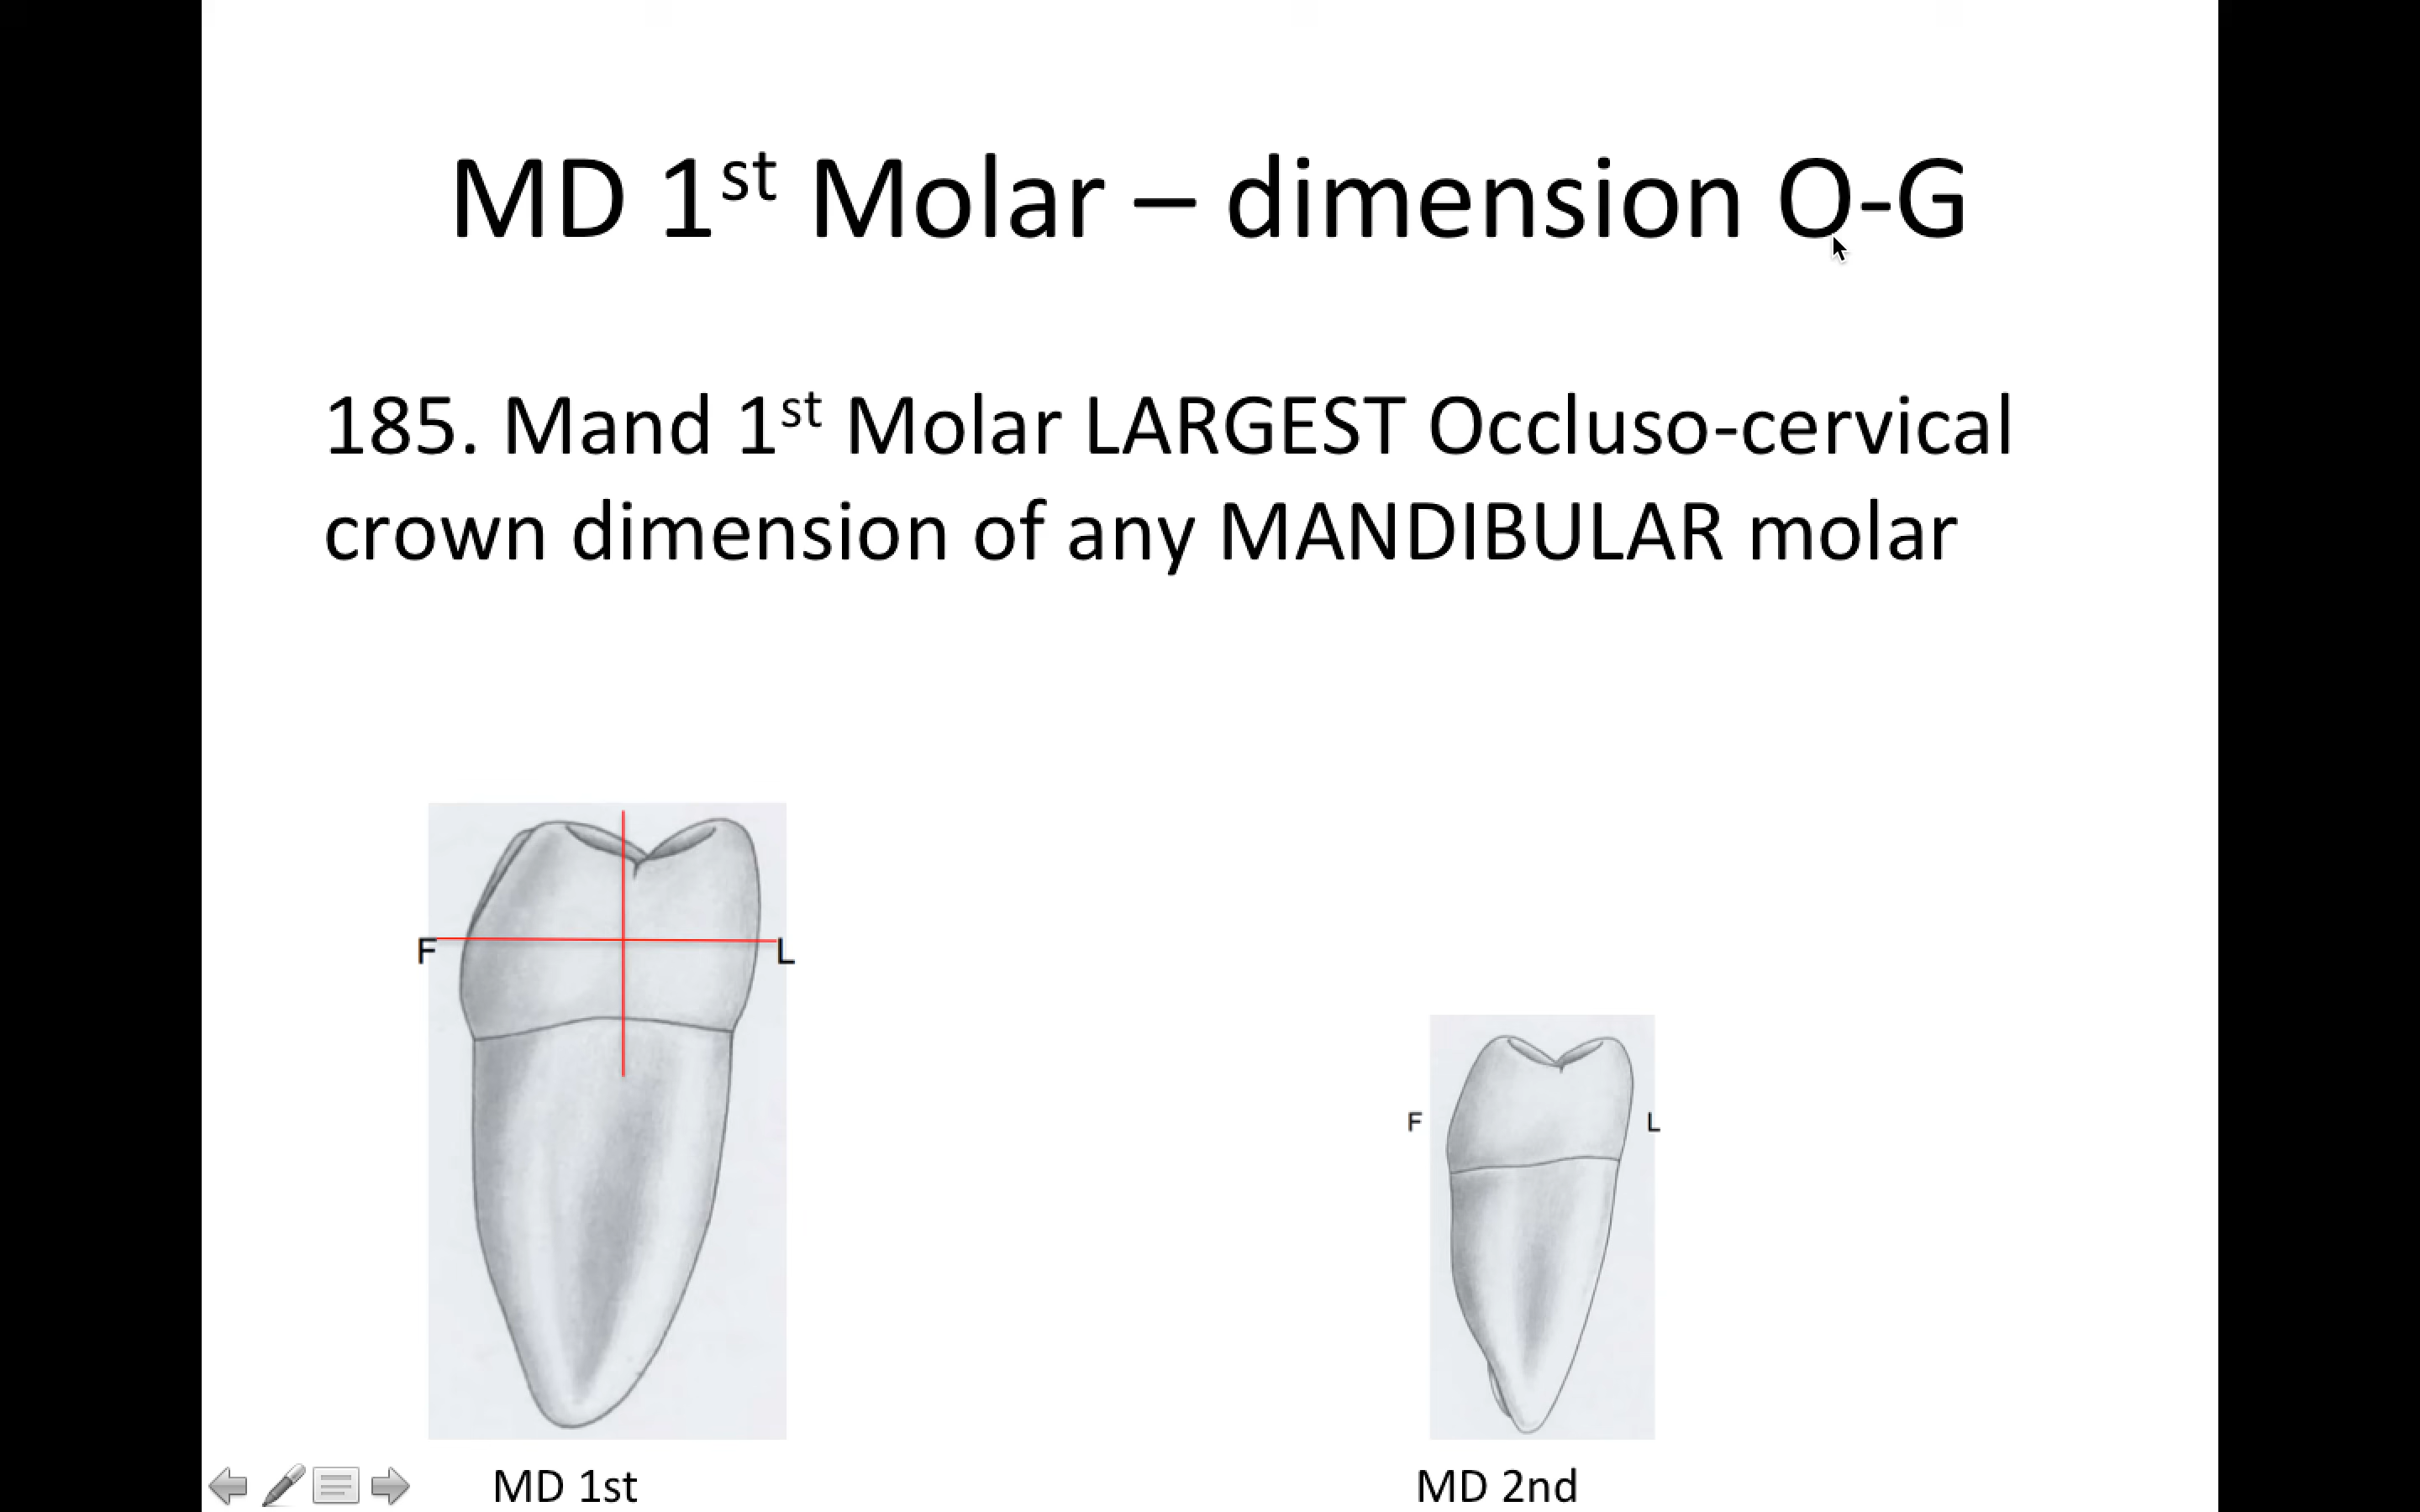 MD 1st Molar – dimension O-G
185. Mand 1st Molar LARGEST Occluso-cervical
crown dimension of any MANDIBULAR molar
F
L
F
L
MD 1st
MD 2nd